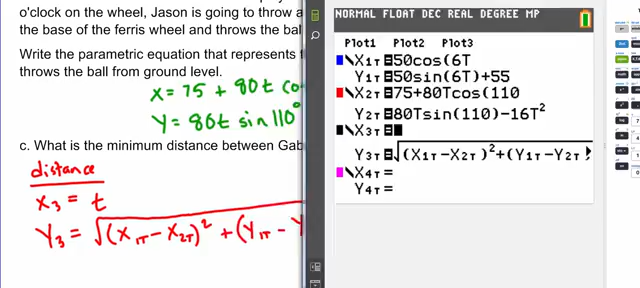 o'clock on the wheel, Jason is going to throw a
the base of the ferris wheel and throws the bal
Write the parametric equation that represents t
throws the ball from ground level.
x = 75 + 80t co
y = 80t sin 110°
c. What is the minimum distance between Gab
distance
x₃ = t
y₃ = √(X₁T − X₂T)² + (Y₁T − Y
NORMAL FLOAT DEC REAL DEGREE MP
Plot1 Plot2 Plot3
\X1T=50cos(6T
Y1T=50sin(6T)+55
\X2T=75+80Tcos(110
Y2T=80Tsin(110)−16T²
\X3T=
Y3T=√(X1T−X2T)²+(Y1T−Y2T)
\X4T=
Y4T=